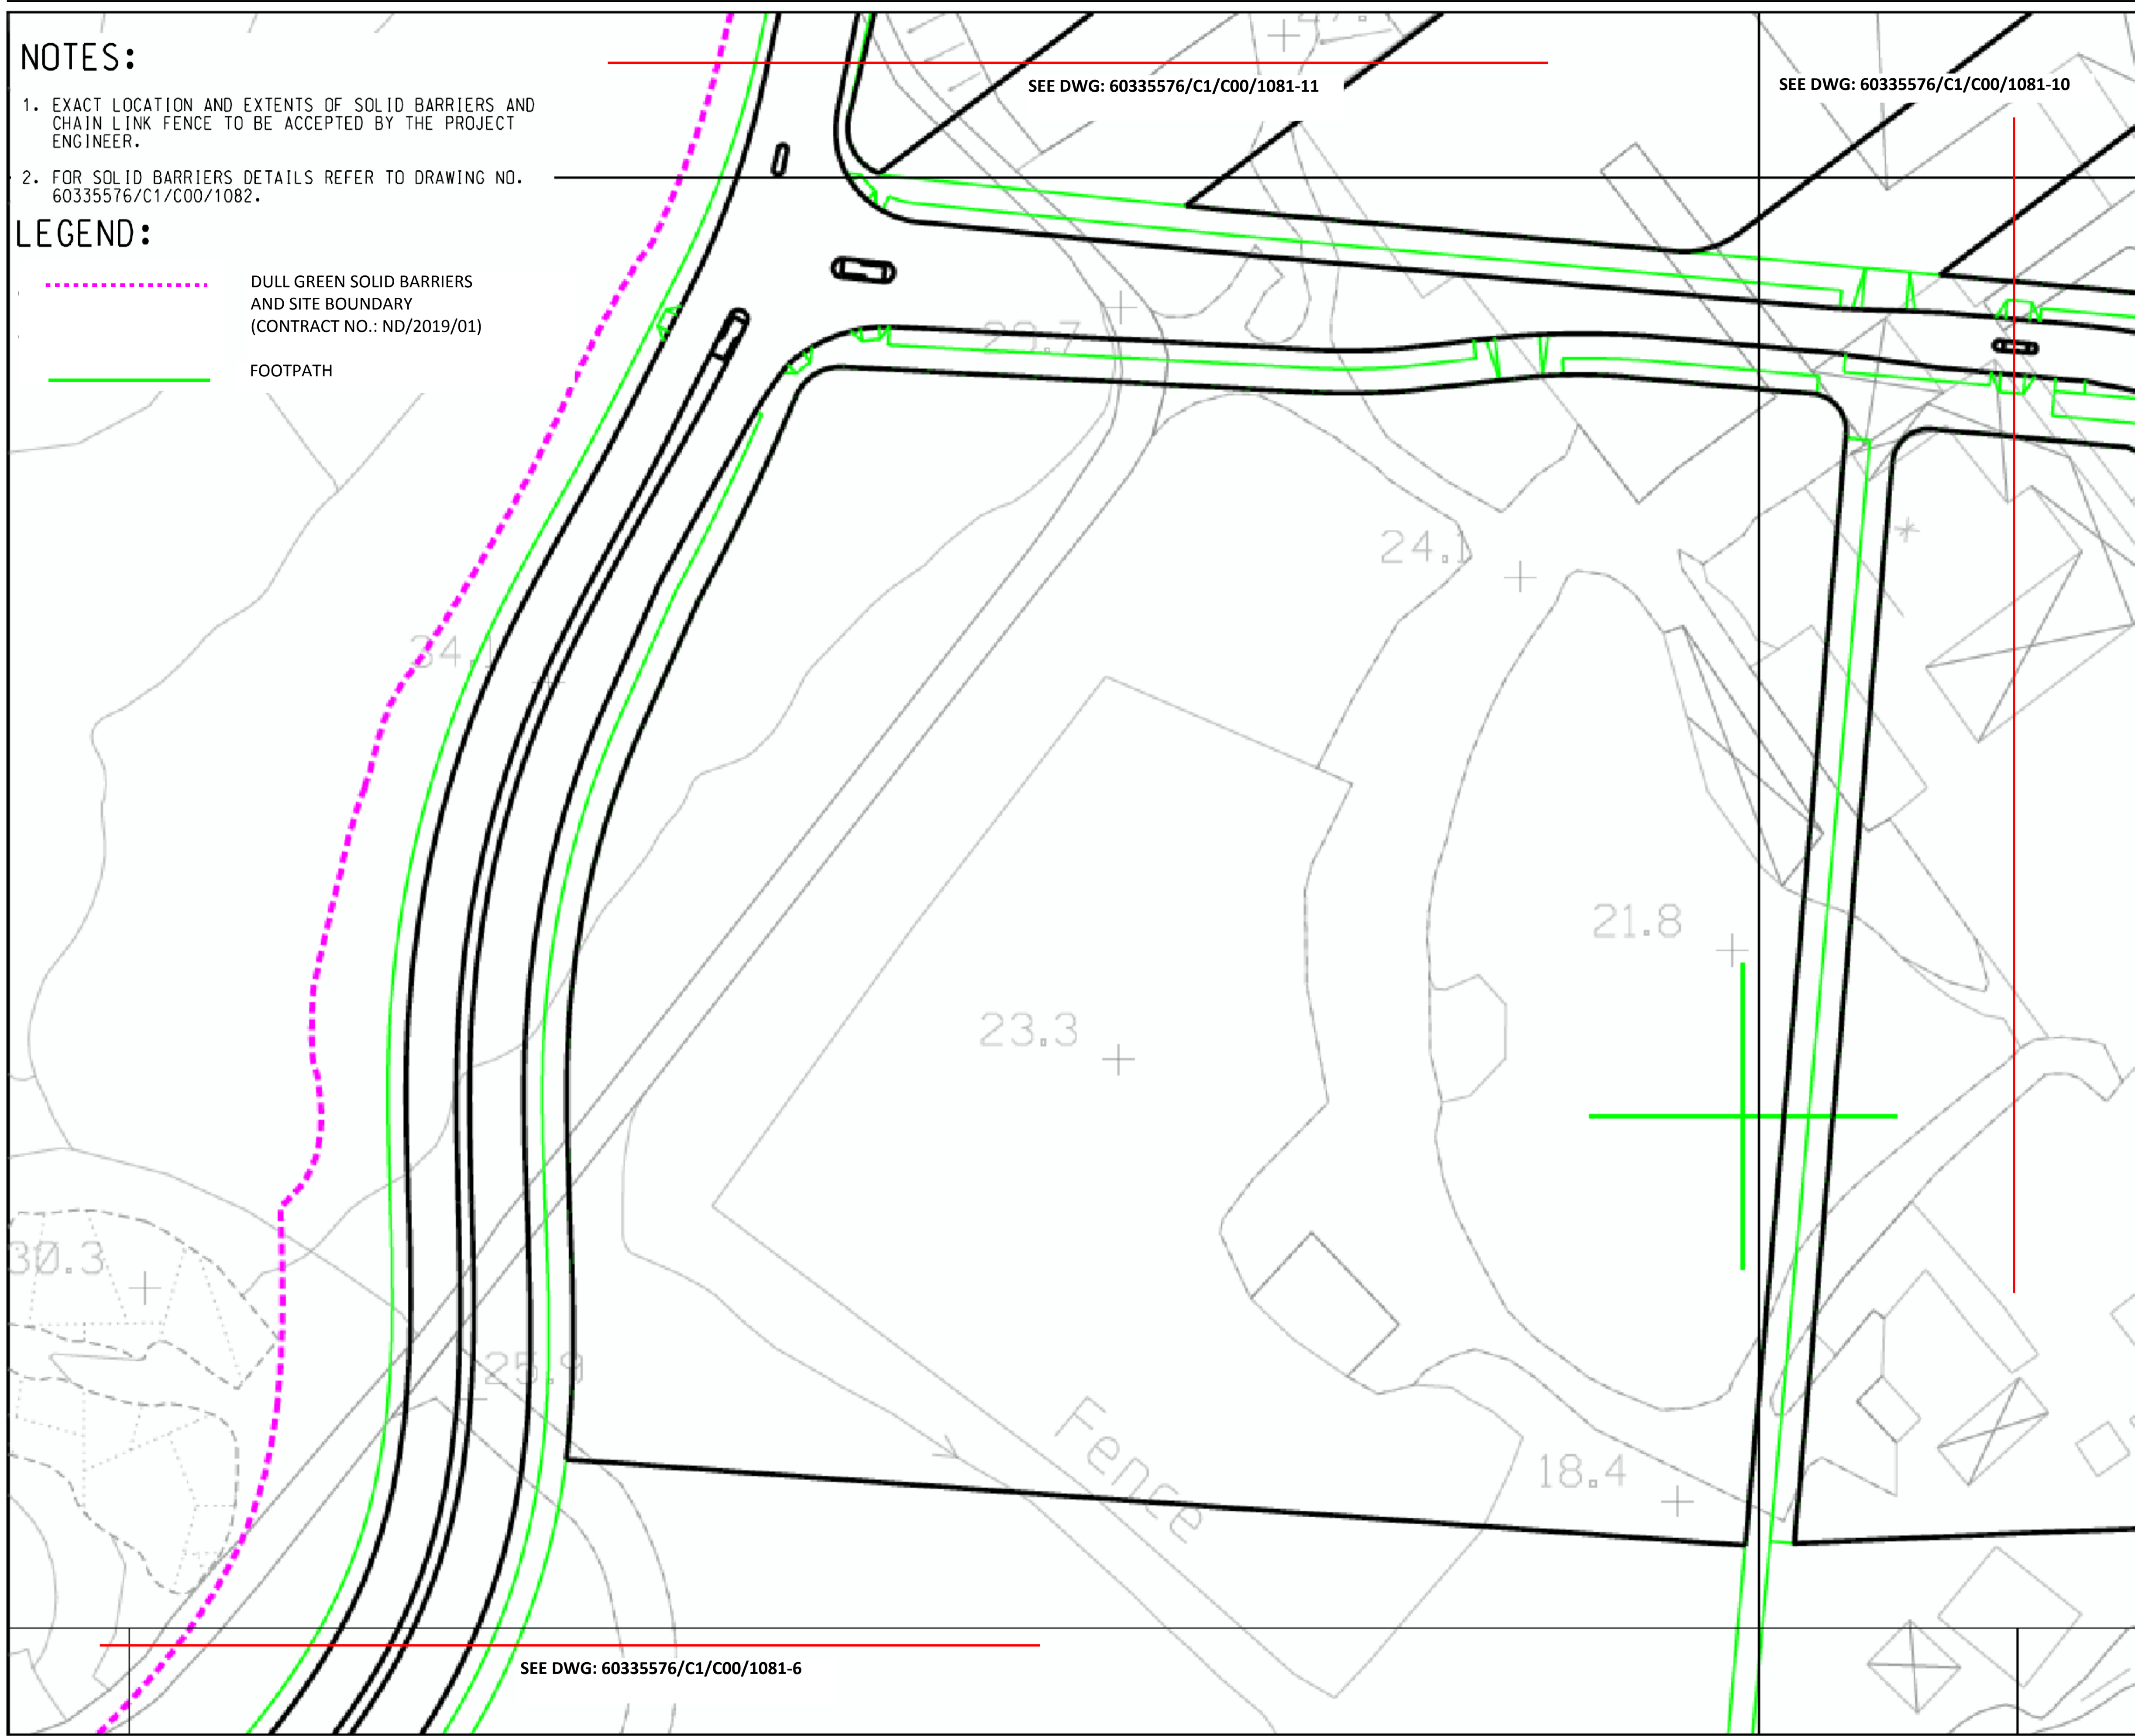 NOTES:
1. EXACT LOCATION AND EXTENTS OF SOLID BARRIERS AND
CHAIN LINK FENCE TO BE ACCEPTED BY THE PROJECT
ENGINEER.
2. FOR SOLID BARRIERS DETAILS REFER TO DRAWING NO.
60335576/C1/C00/1082.
LEGEND:
DULL GREEN SOLID BARRIERS
AND SITE BOUNDARY
(CONTRACT NO.: ND/2019/01)
FOOTPATH
SEE DWG: 60335576/C1/C00/1081-11
SEE DWG: 60335576/C1/C00/1081-10
24.1
34.1
21.8
23.3
30.3
25.9
Fence
18.4
SEE DWG: 60335576/C1/C00/1081-6